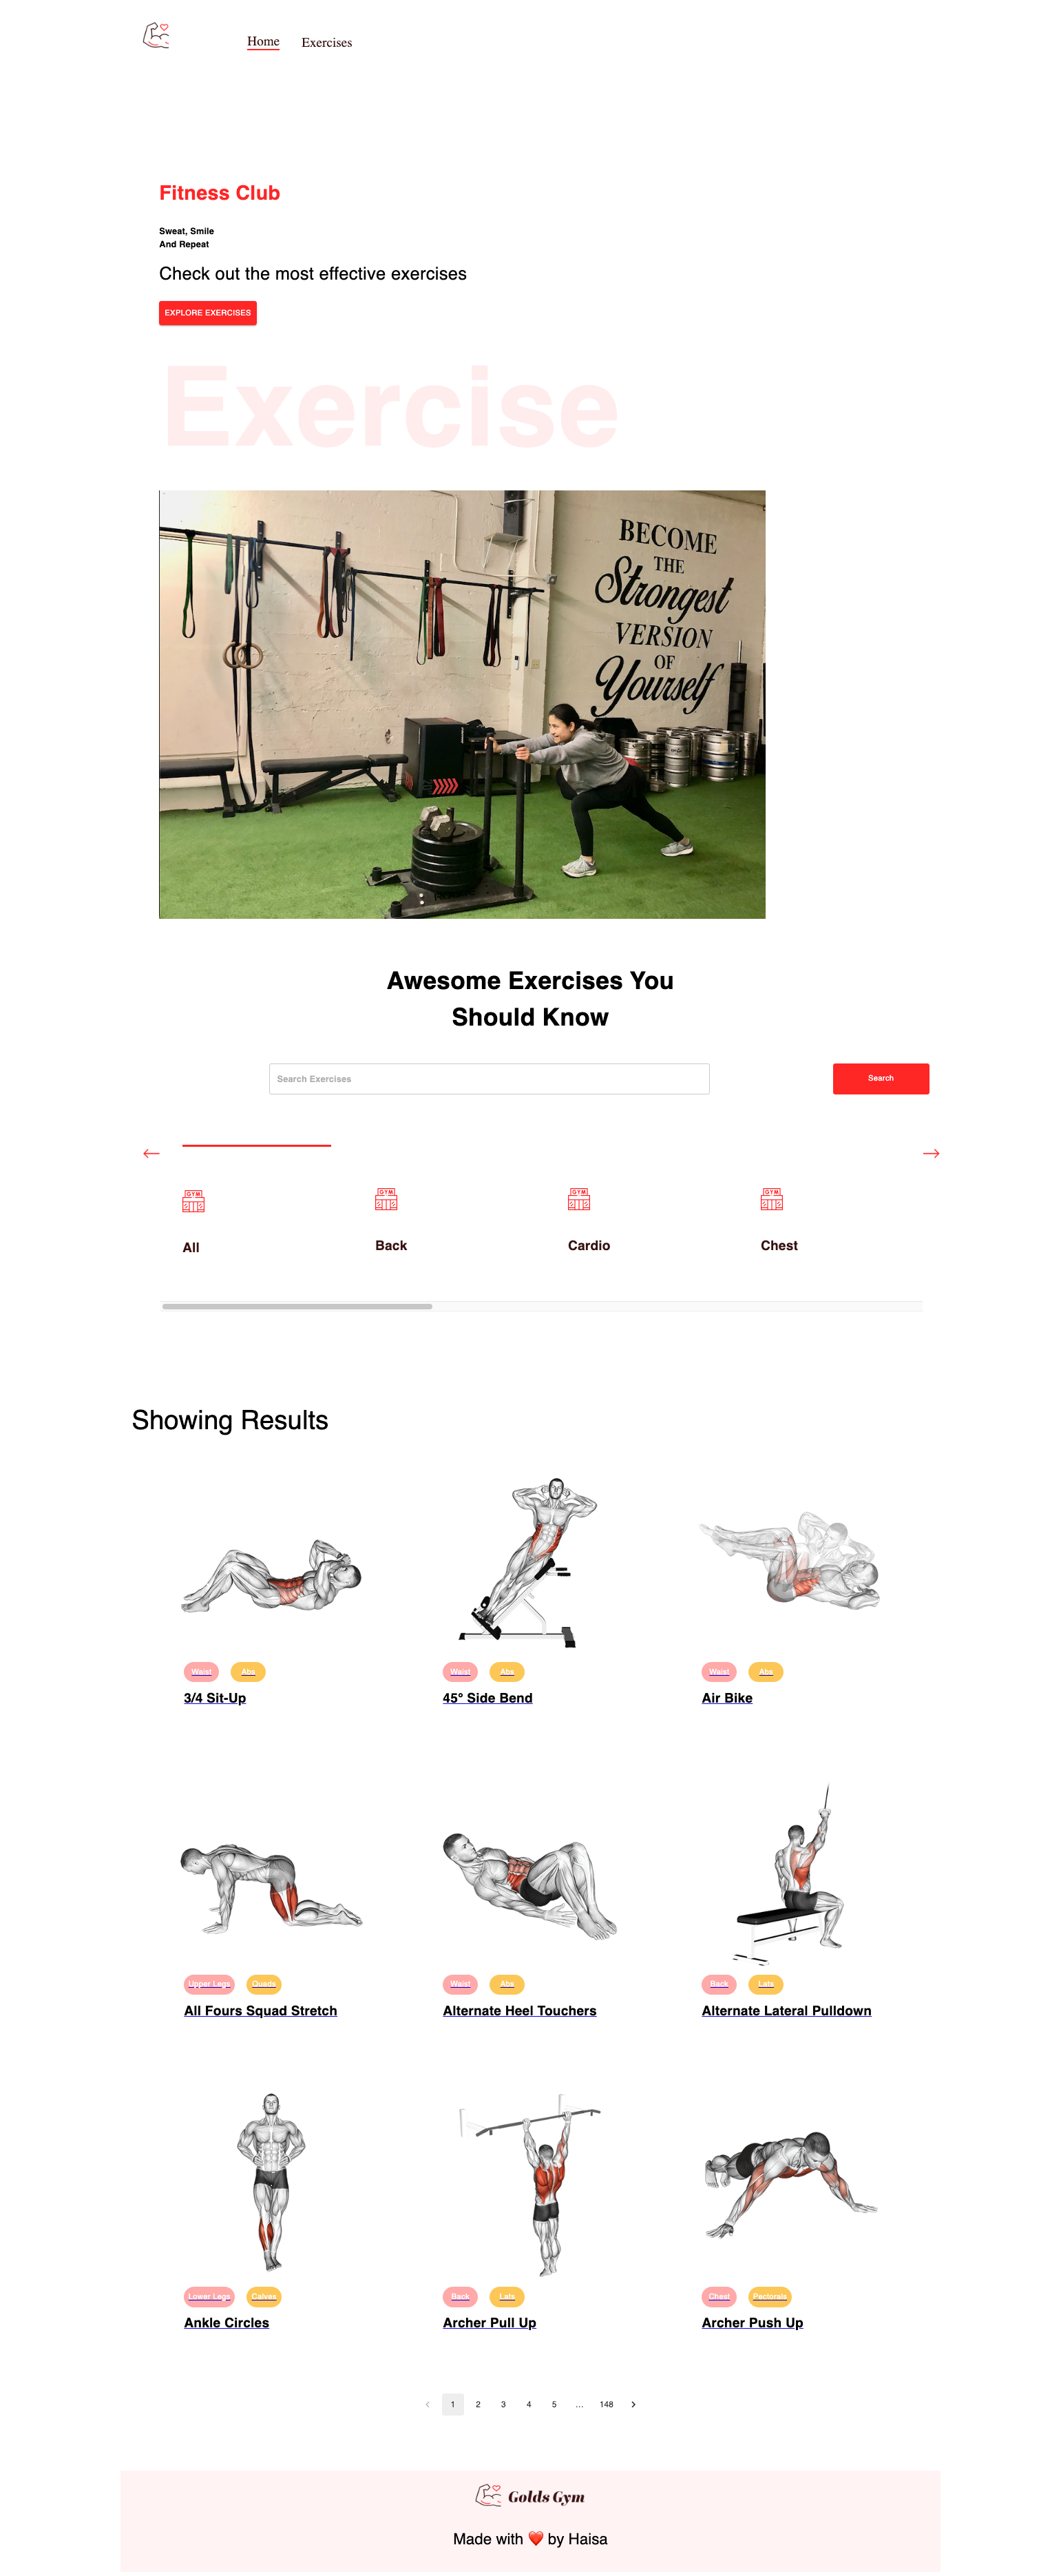 Home Exercises
Fitness Club
Sweat, Smile
And Repeat
Check out the most effective exercises
EXPLORE EXERCISES
Exercise
BECOME
THE
Strongest
VERSION
OF
Yourself
Awesome Exercises You
Should Know
Search Exercises Search
GYM GYM GYM GYM
All Back Cardio Chest
Showing Results
Waist Abs Waist Abs Waist Abs
3/4 Sit-Up 45° Side Bend Air Bike
Upper Legs Quads Waist Abs Back Lats
All Fours Squad Stretch Alternate Heel Touchers Alternate Lateral Pulldown
Lower Legs Calves Back Lats Chest Pectorals
Ankle Circles Archer Pull Up Archer Push Up
1 2 3 4 5 … 148
Golds Gym
Made with ❤️ by Haisa